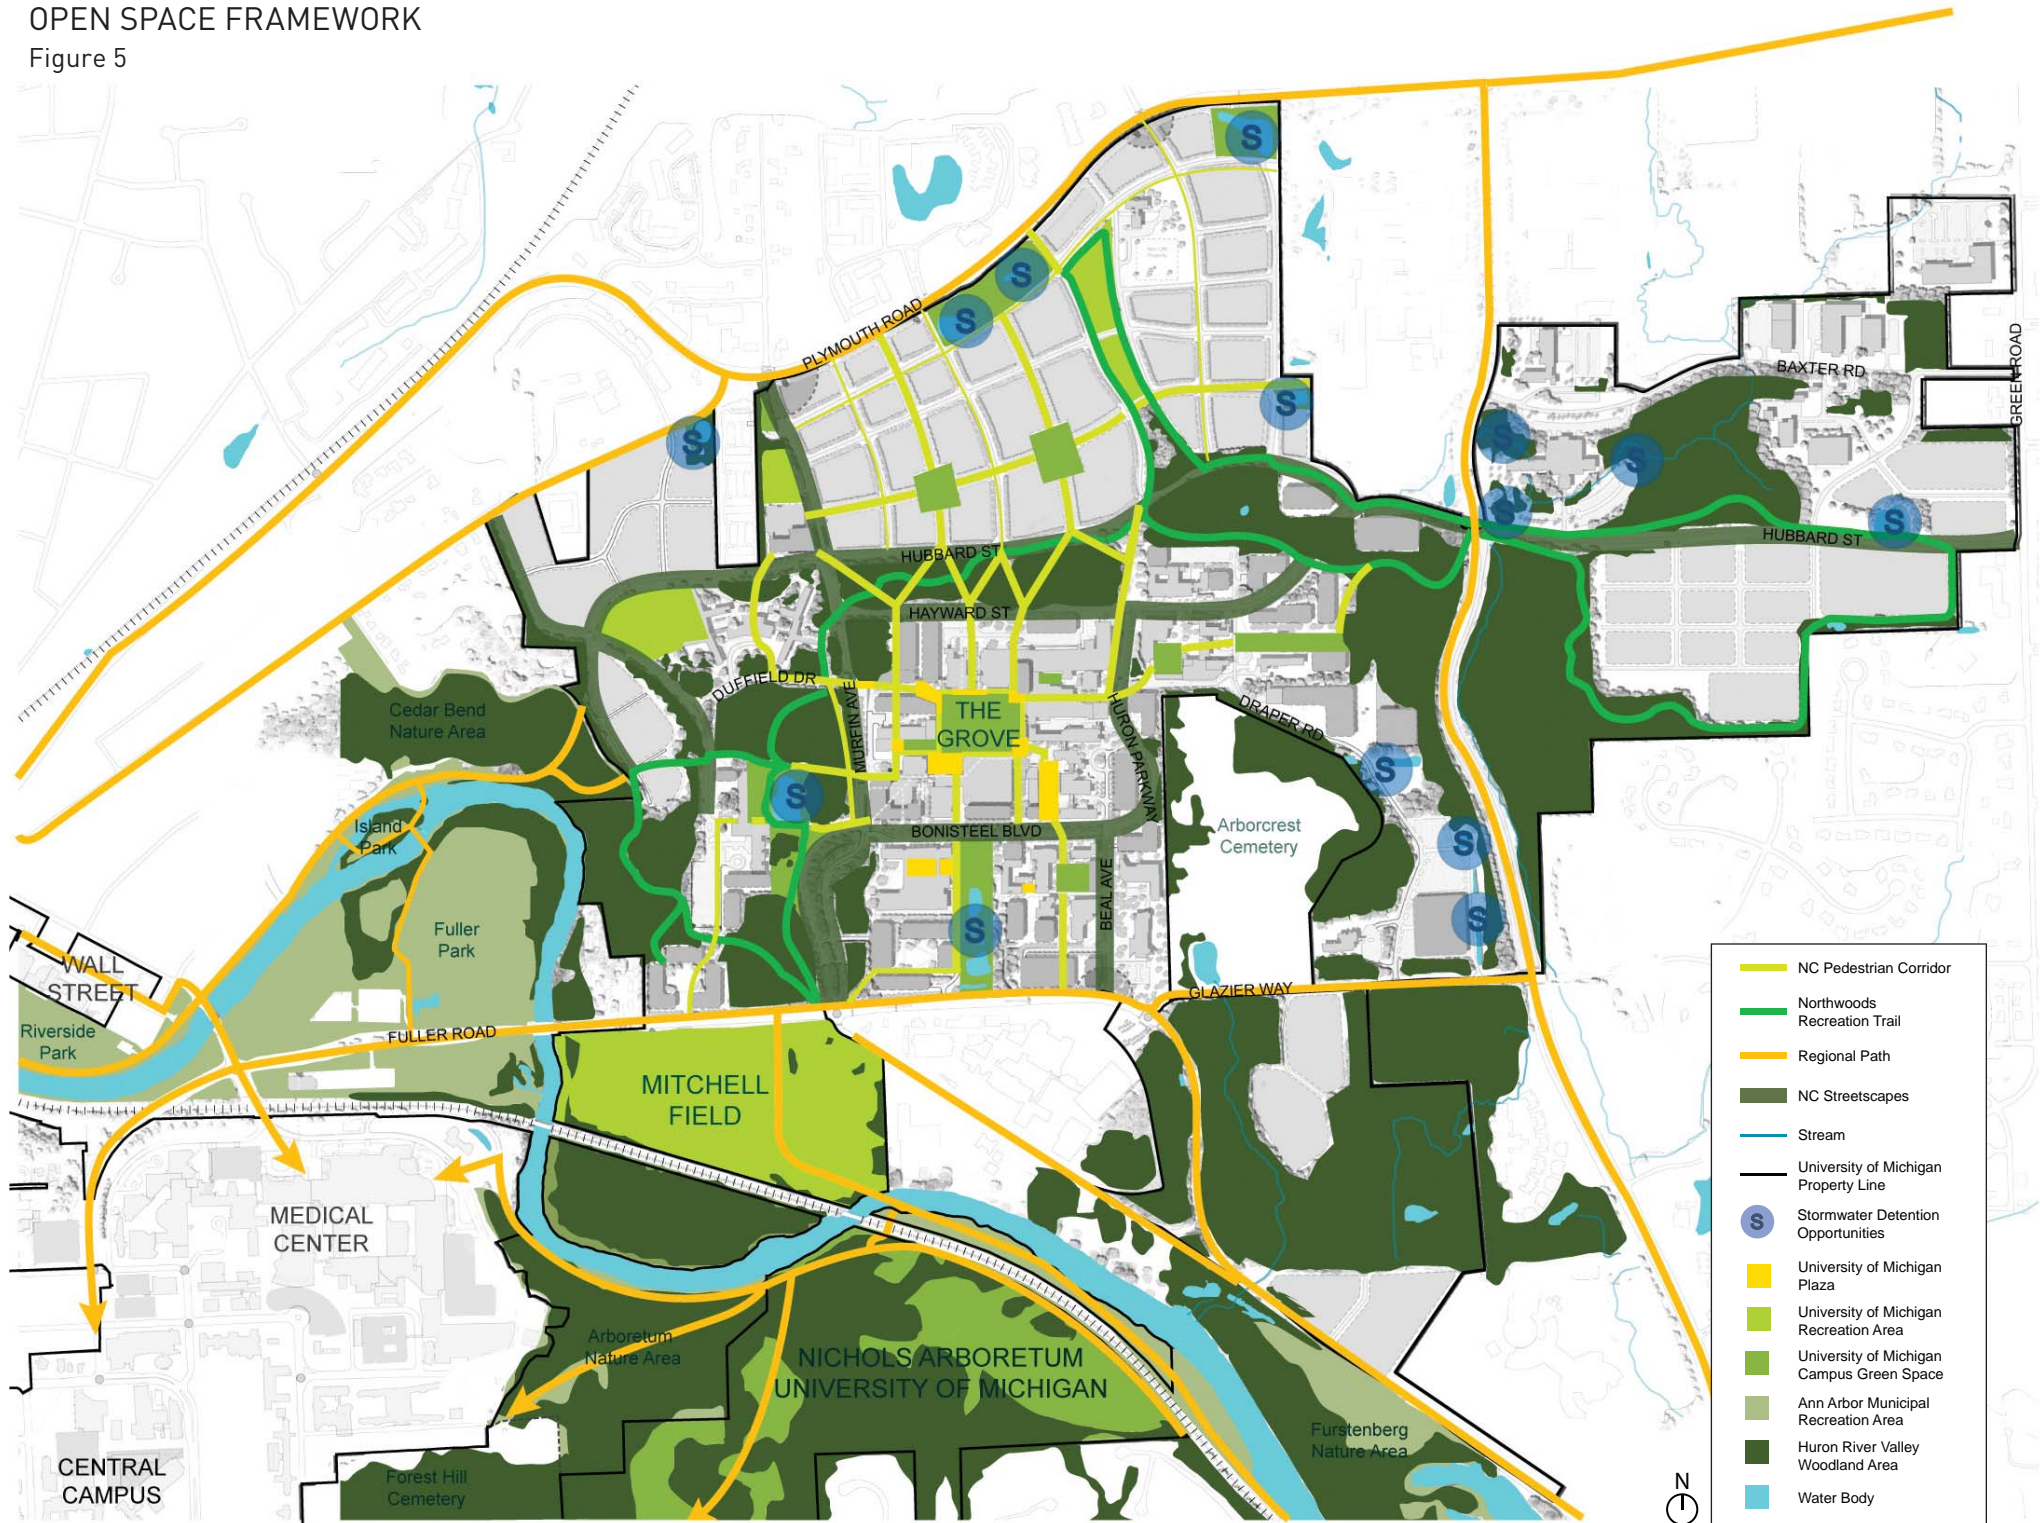 OPEN SPACE FRAMEWORK
Figure 5
S
S
S
PLYMOUTH ROAD
S
S
S
S
S
S
BAXTER RD
GREEN ROAD
HUBBARD ST
HUBBARD ST
HAYWARD ST
DUFFIELD DR
MURFIN AVE
THE
GROVE
HURON PARKWAY
DRAPER RD
Cedar Bend
Nature Area
S
S
S
S
S
Island
Park
BONISTEEL BLVD
BEAL AVE
Arborcrest
Cemetery
Fuller
Park
WALL
STREET
Riverside
Park
FULLER ROAD
GLAZIER WAY
MITCHELL
FIELD
MEDICAL
CENTER
Arboretum
Nature Area
NICHOLS ARBORETUM
UNIVERSITY OF MICHIGAN
Furstenberg
Nature Area
Forest Hill
Cemetery
CENTRAL
CAMPUS
N
NC Pedestrian Corridor
Northwoods
Recreation Trail
Regional Path
NC Streetscapes
Stream
University of Michigan
Property Line
S
Stormwater Detention
Opportunities
University of Michigan
Plaza
University of Michigan
Recreation Area
University of Michigan
Campus Green Space
Ann Arbor Municipal
Recreation Area
Huron River Valley
Woodland Area
Water Body